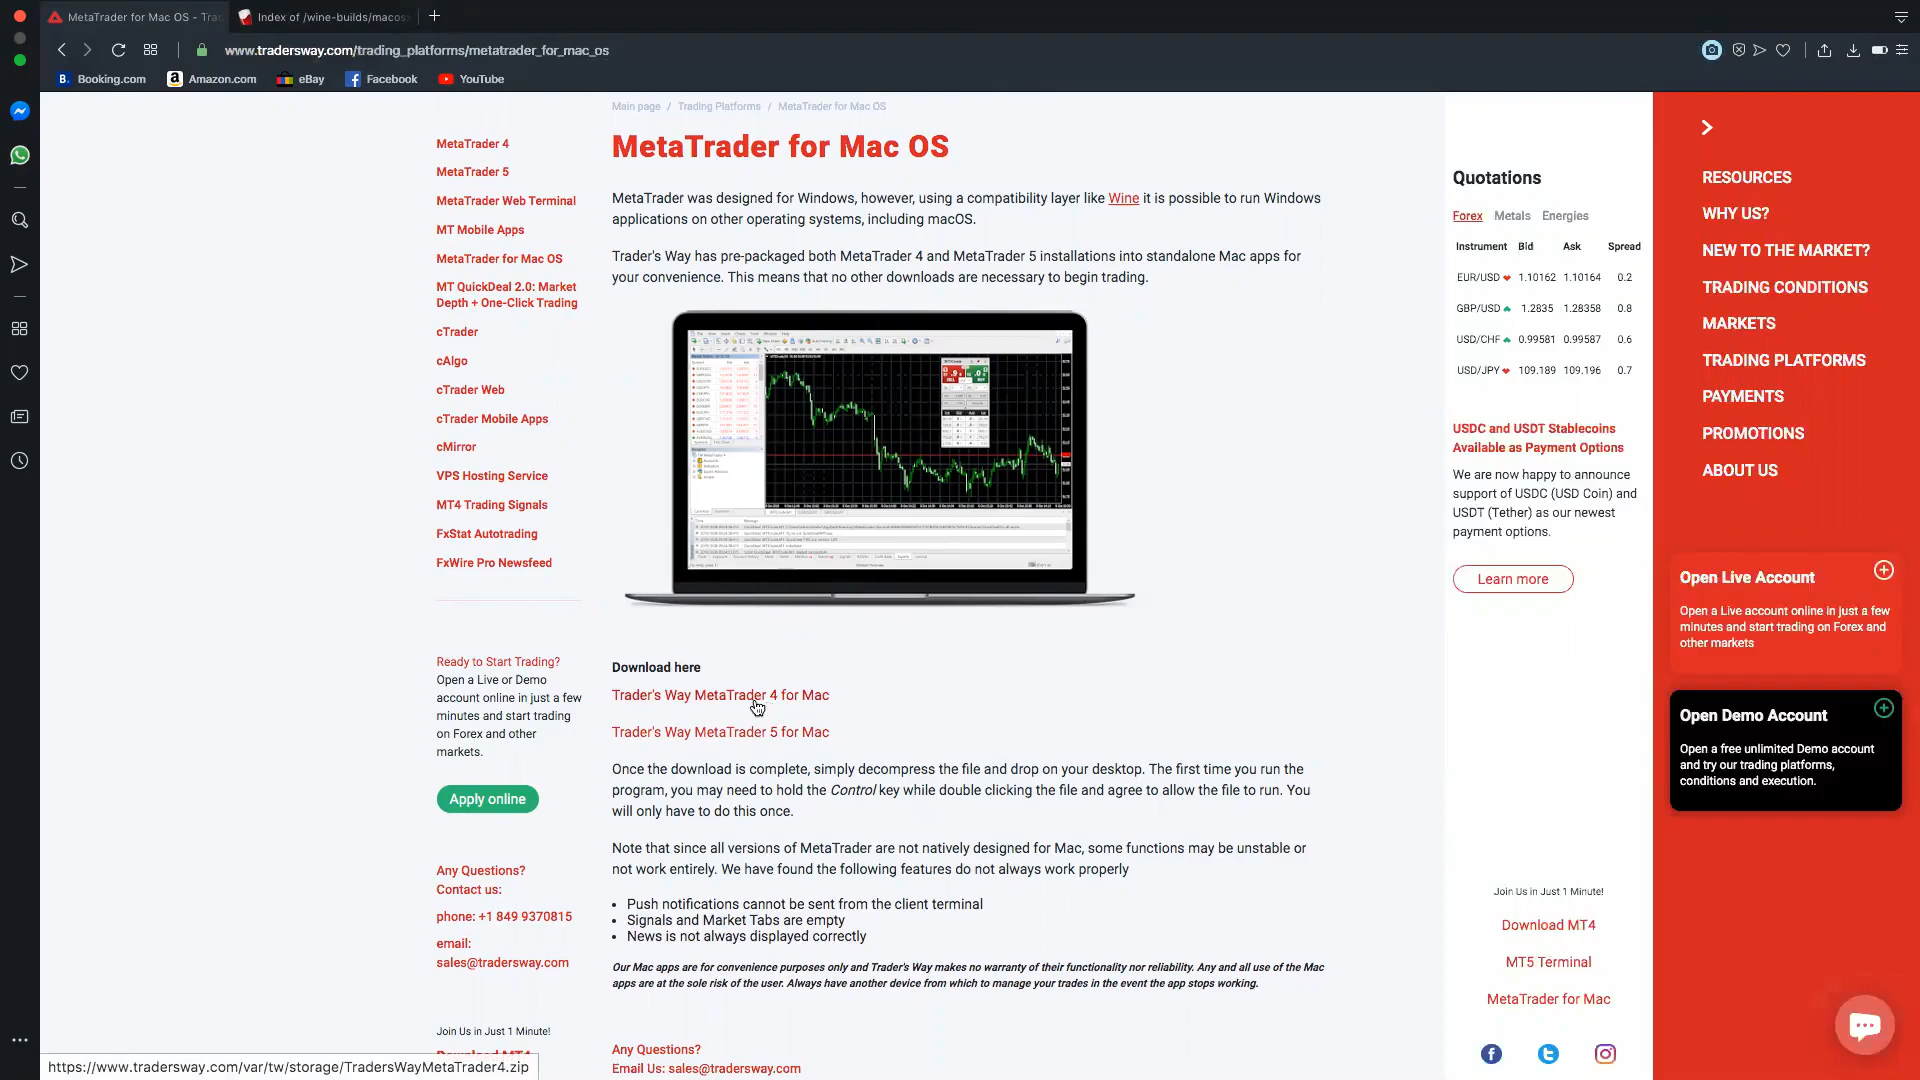 MetaTrader for Mac OS - Trad
Index of /wine-builds/macosx
www.tradersway.com/trading_platforms/metatrader_for_mac_os
Booking.com
Amazon.com
eBay
Facebook
YouTube
Main page / Trading Platforms / MetaTrader for Mac OS
MetaTrader 4
MetaTrader 5
MetaTrader Web Terminal
MT Mobile Apps
MetaTrader for Mac OS
MT QuickDeal 2.0: Market
Depth + One-Click Trading
cTrader
cAlgo
cTrader Web
cTrader Mobile Apps
cMirror
VPS Hosting Service
MT4 Trading Signals
FxStat Autotrading
FxWire Pro Newsfeed
Ready to Start Trading?
Open a Live or Demo
account online in just a few
minutes and start trading
on Forex and other
markets.
Apply online
Any Questions?
Contact us:
phone: +1 849 9370815
email:
sales@tradersway.com
Join Us in Just 1 Minute!
Download MT4
https://www.tradersway.com/var/tw/storage/TradersWayMetaTrader4.zip
MetaTrader for Mac OS
MetaTrader was designed for Windows, however, using a compatibility layer like Wine it is possible to run Windows
applications on other operating systems, including macOS.
Trader's Way has pre-packaged both MetaTrader 4 and MetaTrader 5 installations into standalone Mac apps for
your convenience. This means that no other downloads are necessary to begin trading.
Download here
Trader's Way MetaTrader 4 for Mac
Trader's Way MetaTrader 5 for Mac
Once the download is complete, simply decompress the file and drop on your desktop. The first time you run the
program, you may need to hold the Control key while double clicking the file and agree to allow the file to run. You
will only have to do this once.
Note that since all versions of MetaTrader are not natively designed for Mac, some functions may be unstable or
not work entirely. We have found the following features do not always work properly
• Push notifications cannot be sent from the client terminal
• Signals and Market Tabs are empty
• News is not always displayed correctly
Our Mac apps are for convenience purposes only and Trader's Way makes no warranty of their functionality nor reliability. Any and all use of the Mac
apps are at the sole risk of the user. Always have another device from which to manage your trades in the event the app stops working.
Any Questions?
Email Us: sales@tradersway.com
Quotations
Forex Metals Energies
Instrument Bid Ask Spread
EUR/USD 1.10162 1.10164 0.2
GBP/USD 1.2835 1.28358 0.8
USD/CHF 0.99581 0.99587 0.6
USD/JPY 109.189 109.196 0.7
USDC and USDT Stablecoins
Available as Payment Options
We are now happy to announce
support of USDC (USD Coin) and
USDT (Tether) as our newest
payment options.
Learn more
Join Us in Just 1 Minute!
Download MT4
MT5 Terminal
MetaTrader for Mac
RESOURCES
WHY US?
NEW TO THE MARKET?
TRADING CONDITIONS
MARKETS
TRADING PLATFORMS
PAYMENTS
PROMOTIONS
ABOUT US
Open Live Account
Open a Live account online in just a few
minutes and start trading on Forex and
other markets
Open Demo Account
Open a free unlimited Demo account
and try our trading platforms,
conditions and execution.